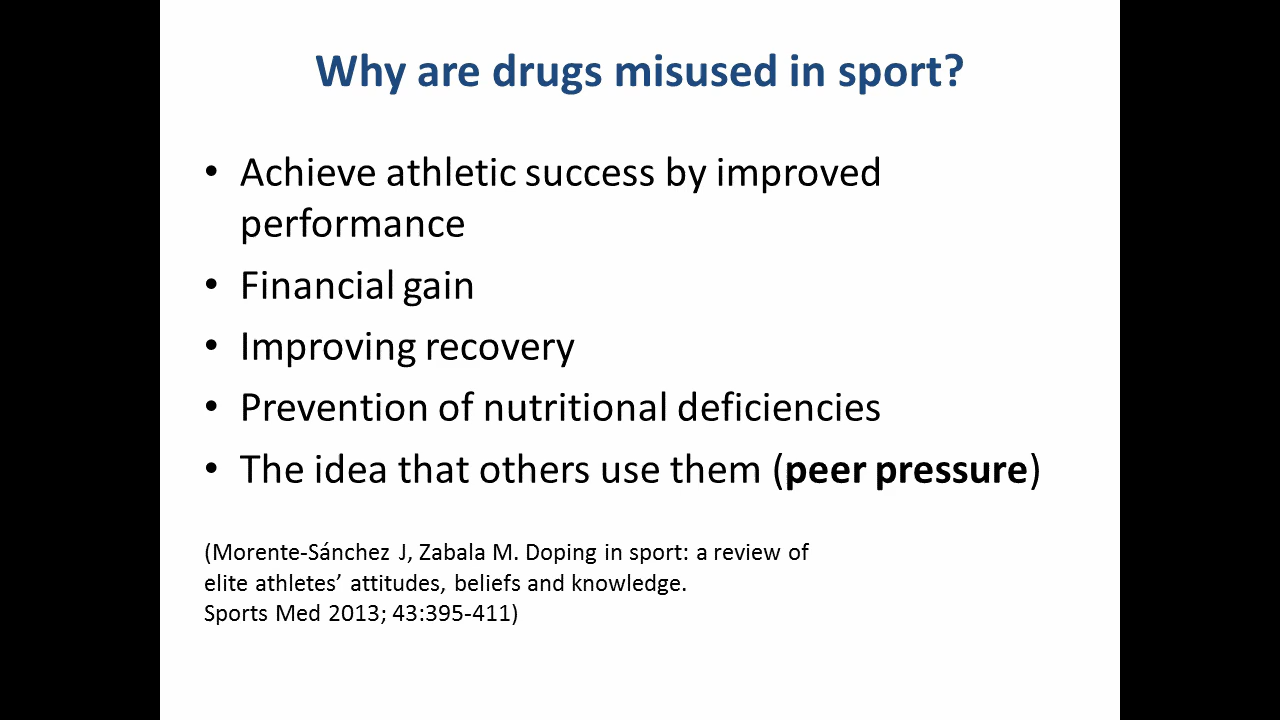 Why are drugs misused in sport?
• Achieve athletic success by improved
performance
• Financial gain
• Improving recovery
• Prevention of nutritional deficiencies
• The idea that others use them (peer pressure)
(Morente-Sánchez J, Zabala M. Doping in sport: a review of
elite athletes’ attitudes, beliefs and knowledge.
Sports Med 2013; 43:395-411)